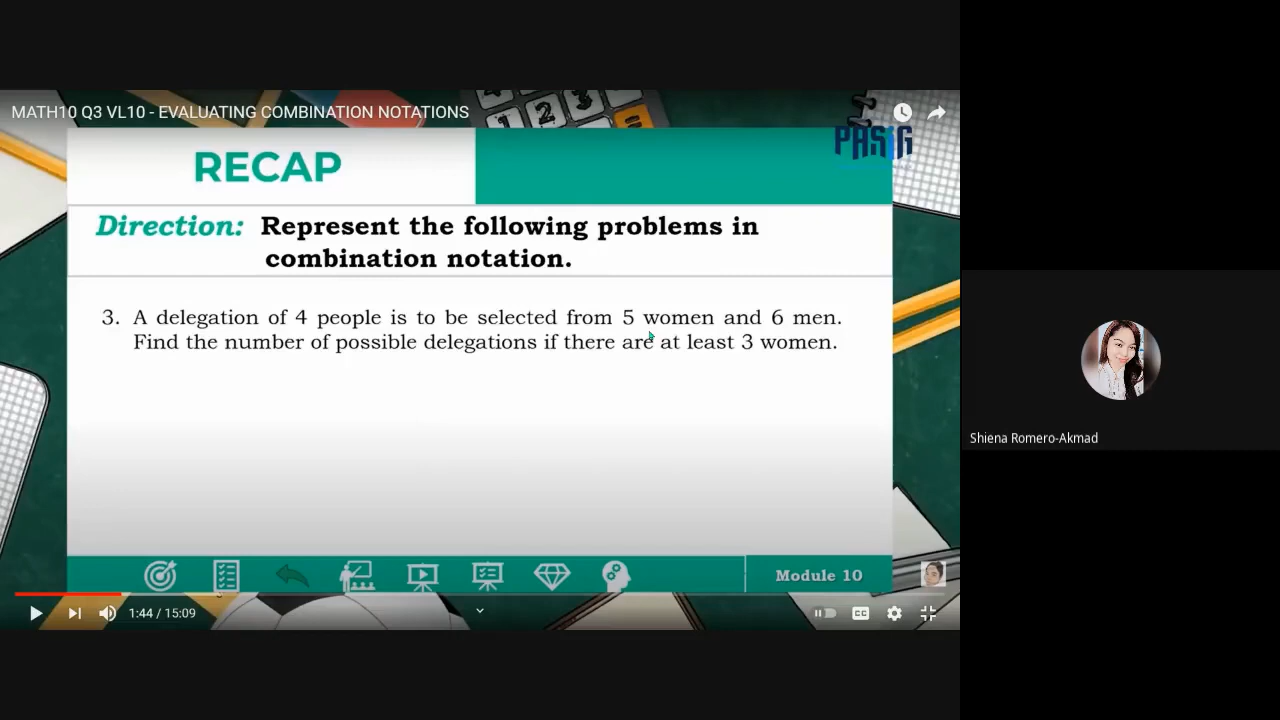 MATH10 Q3 VL10 - EVALUATING COMBINATION NOTATIONS
PASIG
RECAP
Direction: Represent the following problems in
combination notation.
3. A delegation of 4 people is to be selected from 5 women and 6 men.
Find the number of possible delegations if there are at least 3 women.
Shiena Romero-Akmad
Module 10
1:44 / 15:09
CC